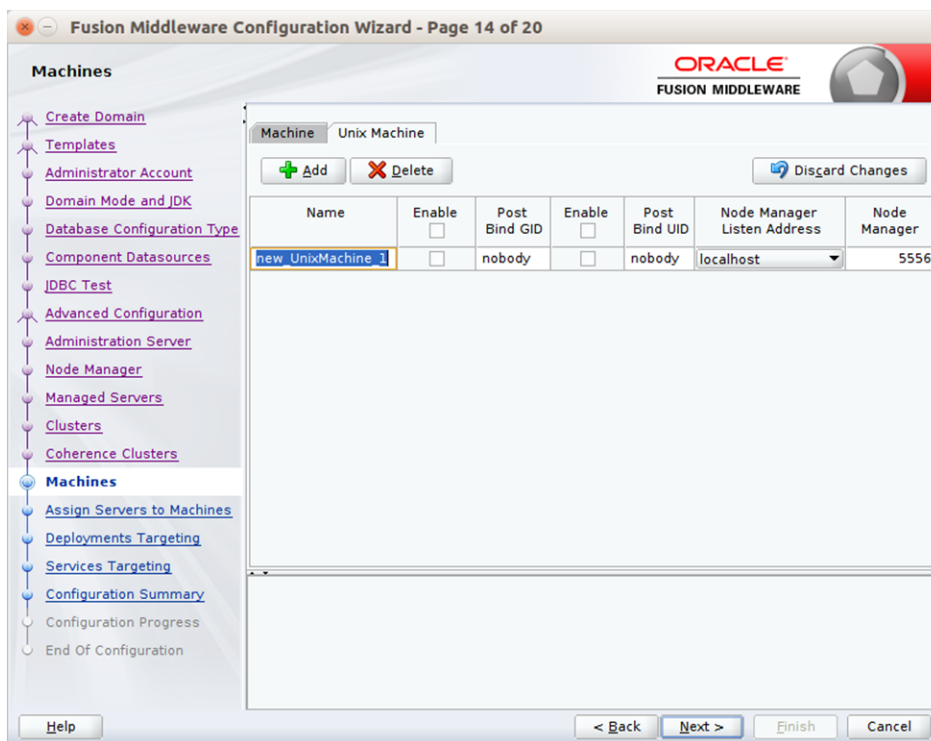 Fusion Middleware Configuration Wizard - Page 14 of 20
Machines
ORACLE
FUSION MIDDLEWARE
Create Domain
Templates
Administrator Account
Domain Mode and JDK
Database Configuration Type
Component Datasources
JDBC Test
Advanced Configuration
Administration Server
Node Manager
Managed Servers
Clusters
Coherence Clusters
Machines
Assign Servers to Machines
Deployments Targeting
Services Targeting
Configuration Summary
Configuration Progress
End Of Configuration
Machine Unix Machine
Add Delete Discard Changes
Name Enable Post Enable Post Node Manager Node
Bind GID Bind UID Listen Address Manager
new_UnixMachine_1 nobody nobody localhost 5556
Help < Back Next > Finish Cancel